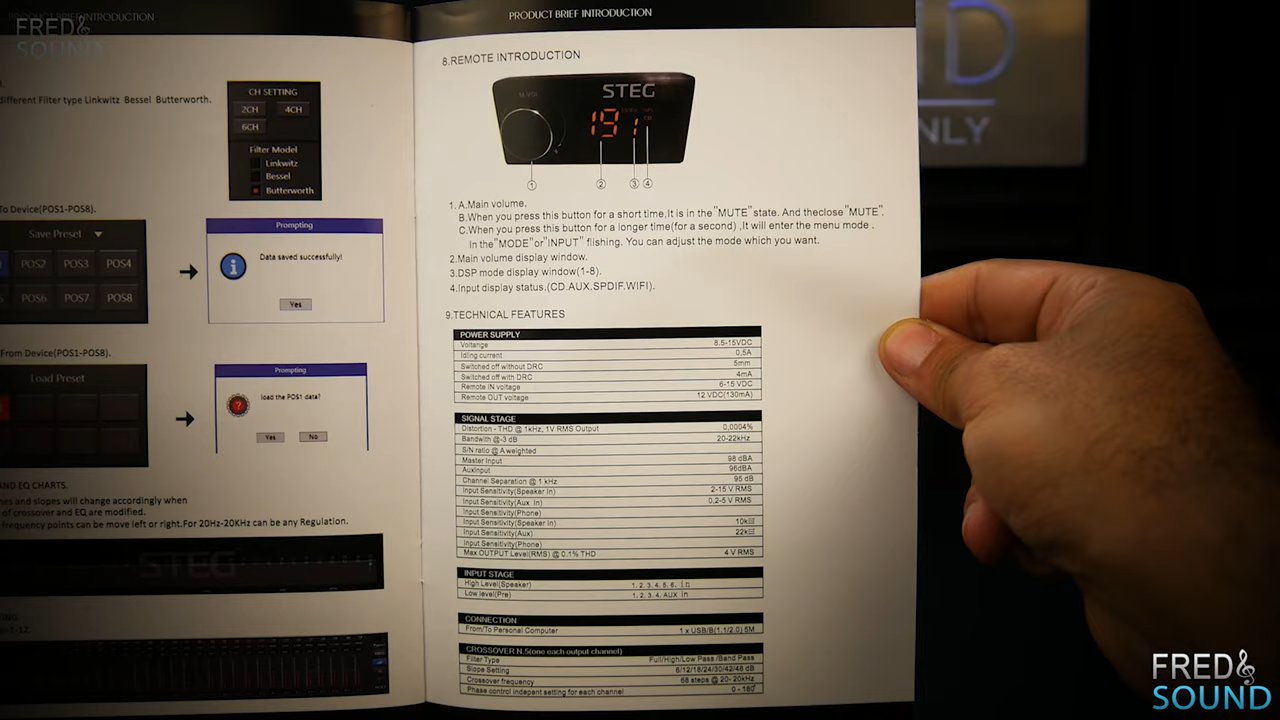 PRODUCT BRIEF INTRODUCTION
FRED SOUND
different Filter type Linkwitz Bessel Butterworth.
CH SETTING
2CH 4CH
6CH
Filter Model
Linkwitz
Bessel
Butterworth
To Device(POS1-POS8).
Save Preset
POS2 POS3 POS4
POS6 POS7 POS8
Prompting
Data saved successfully!
Yes
From Device(POS1-POS8).
Load Preset
Prompting
load the POS1 data?
Yes No
AND EQ CHARTS.
nes and slopes will change accordingly when
of crossover and EQ are modified.
frequency points can be move left or right.For 20Hz-20KHz can be any Regulation.
STEG
PRODUCT BRIEF INTRODUCTION
8.REMOTE INTRODUCTION
STEG
191
① ② ③ ④
1. A.Main volume.
B.When you press this button for a short time,It is in the"MUTE" state. And theclose "MUTE".
C.When you press this button for a longer time(for a second) ,It will enter the menu mode .
In the"MODE"or"INPUT" flishing. You can adjust the mode which you want.
2.Main volume display window.
3.DSP mode display window(1-8).
4.Input display status.(CD.AUX.SPDIF.WIFI).
9.TECHNICAL FEATURES
POWER SUPPLY
Voltange 8.5-15VDC
Idling current 0.5A
Switched off without DRC 5mm
Switched off with DRC 4mA
Remote IN voltage 6-15 VDC
Remote OUT voltage 12 VDC(130mA)
SIGNAL STAGE
Distortion - THD @ 1kHz, 1V RMS Output 0,0004%
Bandwith @-3 dB 20-22kHz
S/N ratio @ A weighted
Master Input 98 dBA
AuxInput 96dBA
Channel Separation @ 1 kHz 95 dB
Input Sensitivity(Speaker In) 2-15 V RMS
Input Sensitivity(Aux In) 0,2-5 V RMS
Input Sensitivity(Phone)
Input Sensitivity(Speaker In) 10k
Input Sensitivity(Aux) 22k
Input Sensitivity(Phone)
Max OUTPUT Level(RMS) @ 0.1% THD 4 V RMS
INPUT STAGE
High Level(Speaker) 1. 2. 3. 4. 5. 6. in
Low level(Pre) 1. 2. 3. 4. AUX in
CONNECTION
From/To Personal Computer 1 x USB/B(1.1/2.0) 5M
CROSSOVER N.5(one each output channel)
Filter Type Full/High/Low Pass /Band Pass
Slope Setting 6/12/18/24/30/42/48 dB
Crossover frequency 68 steps @ 20- 20kHz
Phase control indepent setting for each channel 0 - 180°
ND
ONLY
FRED SOUND